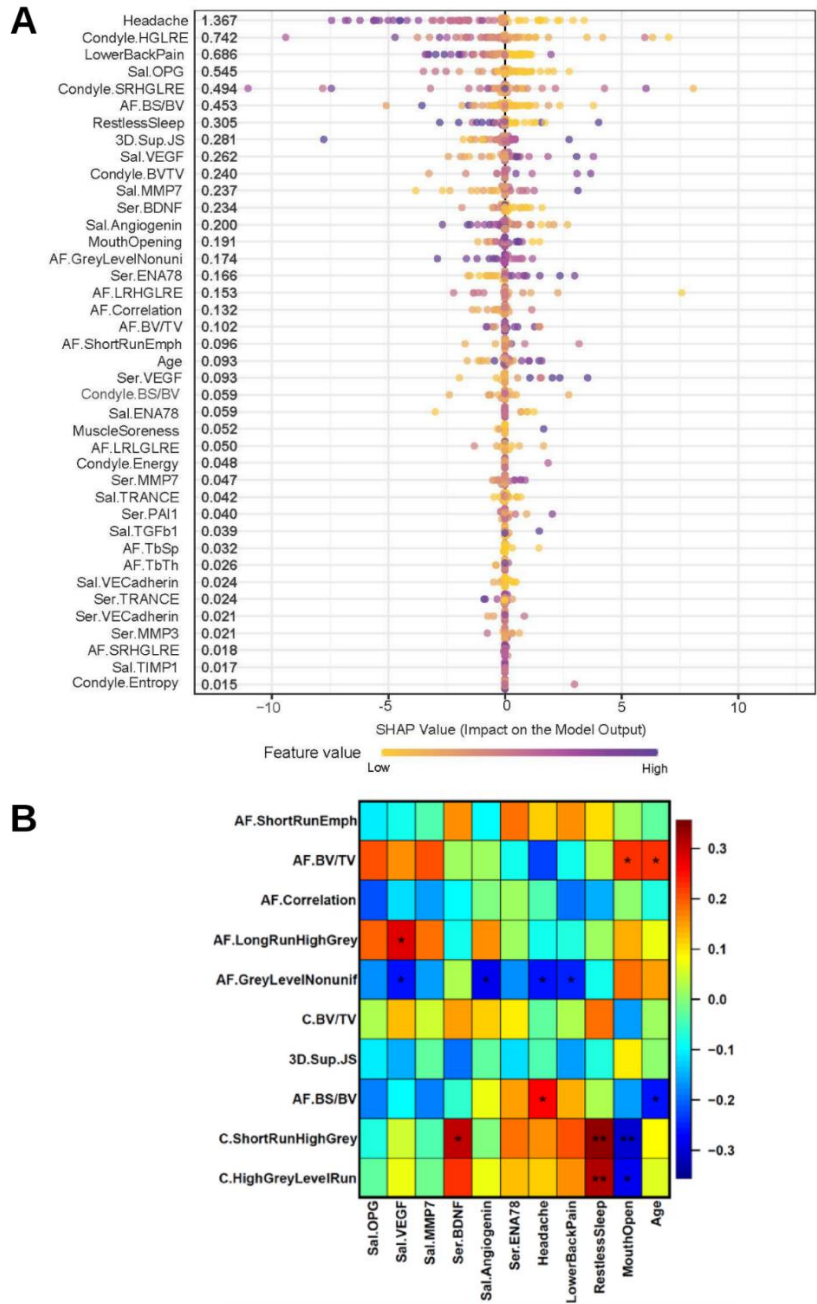 A
Headache 1.367
Condyle.HGLRE 0.742
LowerBackPain 0.686
Sal.OPG 0.545
Condyle.SRHGLRE 0.494
AF.BS/BV 0.453
RestlessSleep 0.305
3D.Sup.JS 0.281
Sal.VEGF 0.262
Condyle.BVTV 0.240
Sal.MMP7 0.237
Ser.BDNF 0.234
Sal.Angiogenin 0.200
MouthOpening 0.191
AF.GreyLevelNonuni 0.174
Ser.ENA78 0.166
AF.LRHGLRE 0.153
AF.Correlation 0.132
AF.BV/TV 0.102
AF.ShortRunEmph 0.096
Age 0.093
Ser.VEGF 0.093
Condyle.BS/BV 0.059
Sal.ENA78 0.059
MuscleSoreness 0.052
AF.LRLGLRE 0.050
Condyle.Energy 0.048
Ser.MMP7 0.047
Sal.TRANCE 0.042
Ser.PAI1 0.040
Sal.TGFb1 0.039
AF.TbSp 0.032
AF.TbTh 0.026
Sal.VECadherin 0.024
Ser.TRANCE 0.024
Ser.VECadherin 0.021
Ser.MMP3 0.021
AF.SRHGLRE 0.018
Sal.TIMP1 0.017
Condyle.Entropy 0.015
−10 -5 0 5 10
SHAP Value (Impact on the Model Output)
Feature value
Low High
B
AF.ShortRunEmph
AF.BV/TV * *
AF.Correlation
AF.LongRunHighGrey *
AF.GreyLevelNonunif * * * *
C.BV/TV
3D.Sup.JS
AF.BS/BV * *
C.ShortRunHighGrey * ** **
C.HighGreyLevelRun ** *
0.3
0.2
0.1
0.0
−0.1
−0.2
−0.3
Sal.OPG
Sal.VEGF
Sal.MMP7
Ser.BDNF
Sal.Angiogenin
Ser.ENA78
Headache
LowerBackPain
RestlessSleep
MouthOpen
Age